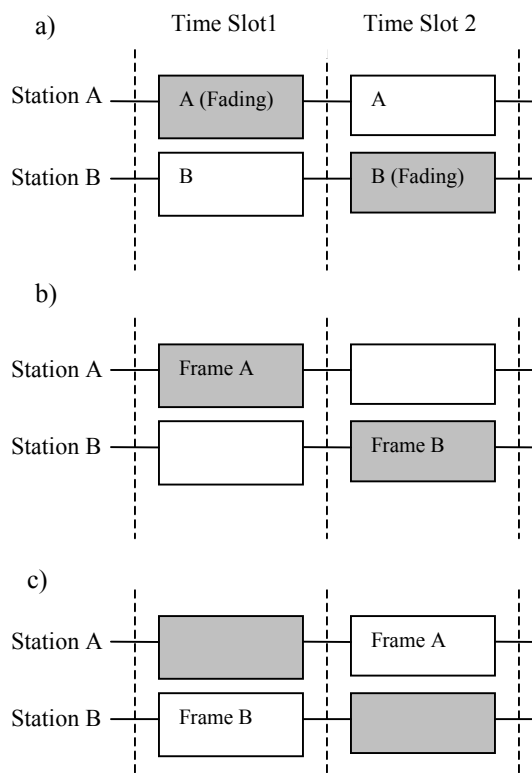 a)
Time Slot1 Time Slot 2
Station A A (Fading) A
Station B B B (Fading)
b)
Station A Frame A
Station B Frame B
c)
Station A Frame A
Station B Frame B